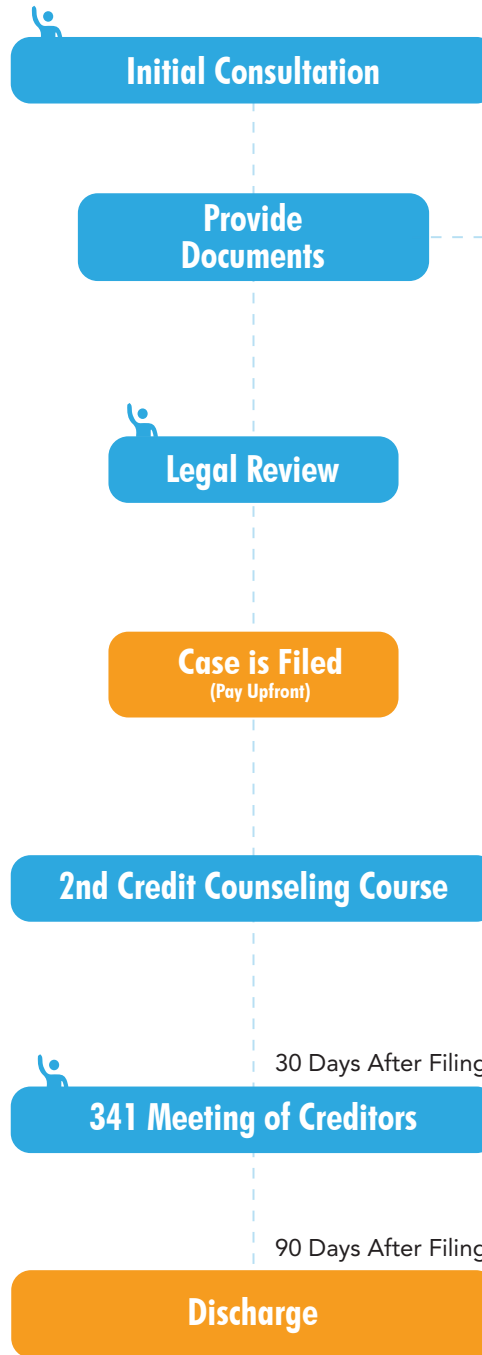 Initial Consultation
Provide
Documents
Legal Review
Case is Filed
(Pay Upfront)
2nd Credit Counseling Course
30 Days After Filing
341 Meeting of Creditors
90 Days After Filing
Discharge